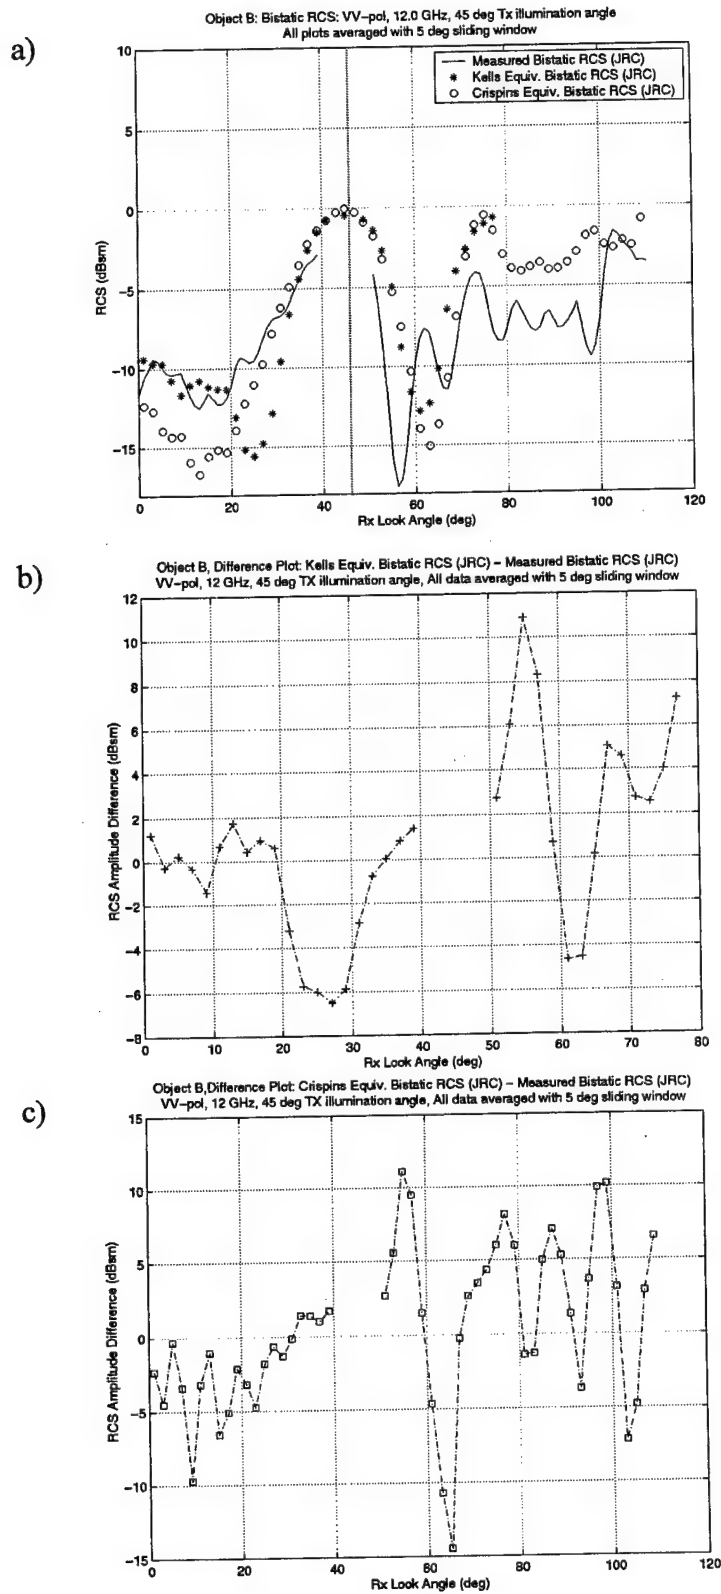 a)
Object B: Bistatic RCS: VV-pol, 12.0 GHz, 45 deg Tx illumination angle
All plots averaged with 5 deg sliding window
Measured Bistatic RCS (JRC)
Kells Equiv. Bistatic RCS (JRC)
Crispins Equiv. Bistatic RCS (JRC)
10
5
0
-5
-10
-15
RCS (dBsm)
0
20
40
60
80
100
120
Rx Look Angle (deg)
b)
Object B, Difference Plot: Kells Equiv. Bistatic RCS (JRC) - Measured Bistatic RCS (JRC)
VV-pol, 12 GHz, 45 deg TX illumination angle, All data averaged with 5 deg sliding window
12
10
8
6
4
2
0
-2
-4
-6
-8
RCS Amplitude Difference (dBsm)
0
10
20
30
40
50
60
70
80
Rx Look Angle (deg)
c)
Object B,Difference Plot: Crispins Equiv. Bistatic RCS (JRC) - Measured Bistatic RCS (JRC)
VV-pol, 12 GHz, 45 deg TX illumination angle, All data averaged with 5 deg sliding window
15
10
5
0
-5
-10
-15
RCS Amplitude Difference (dBsm)
0
20
40
60
80
100
120
Rx Look Angle (deg)